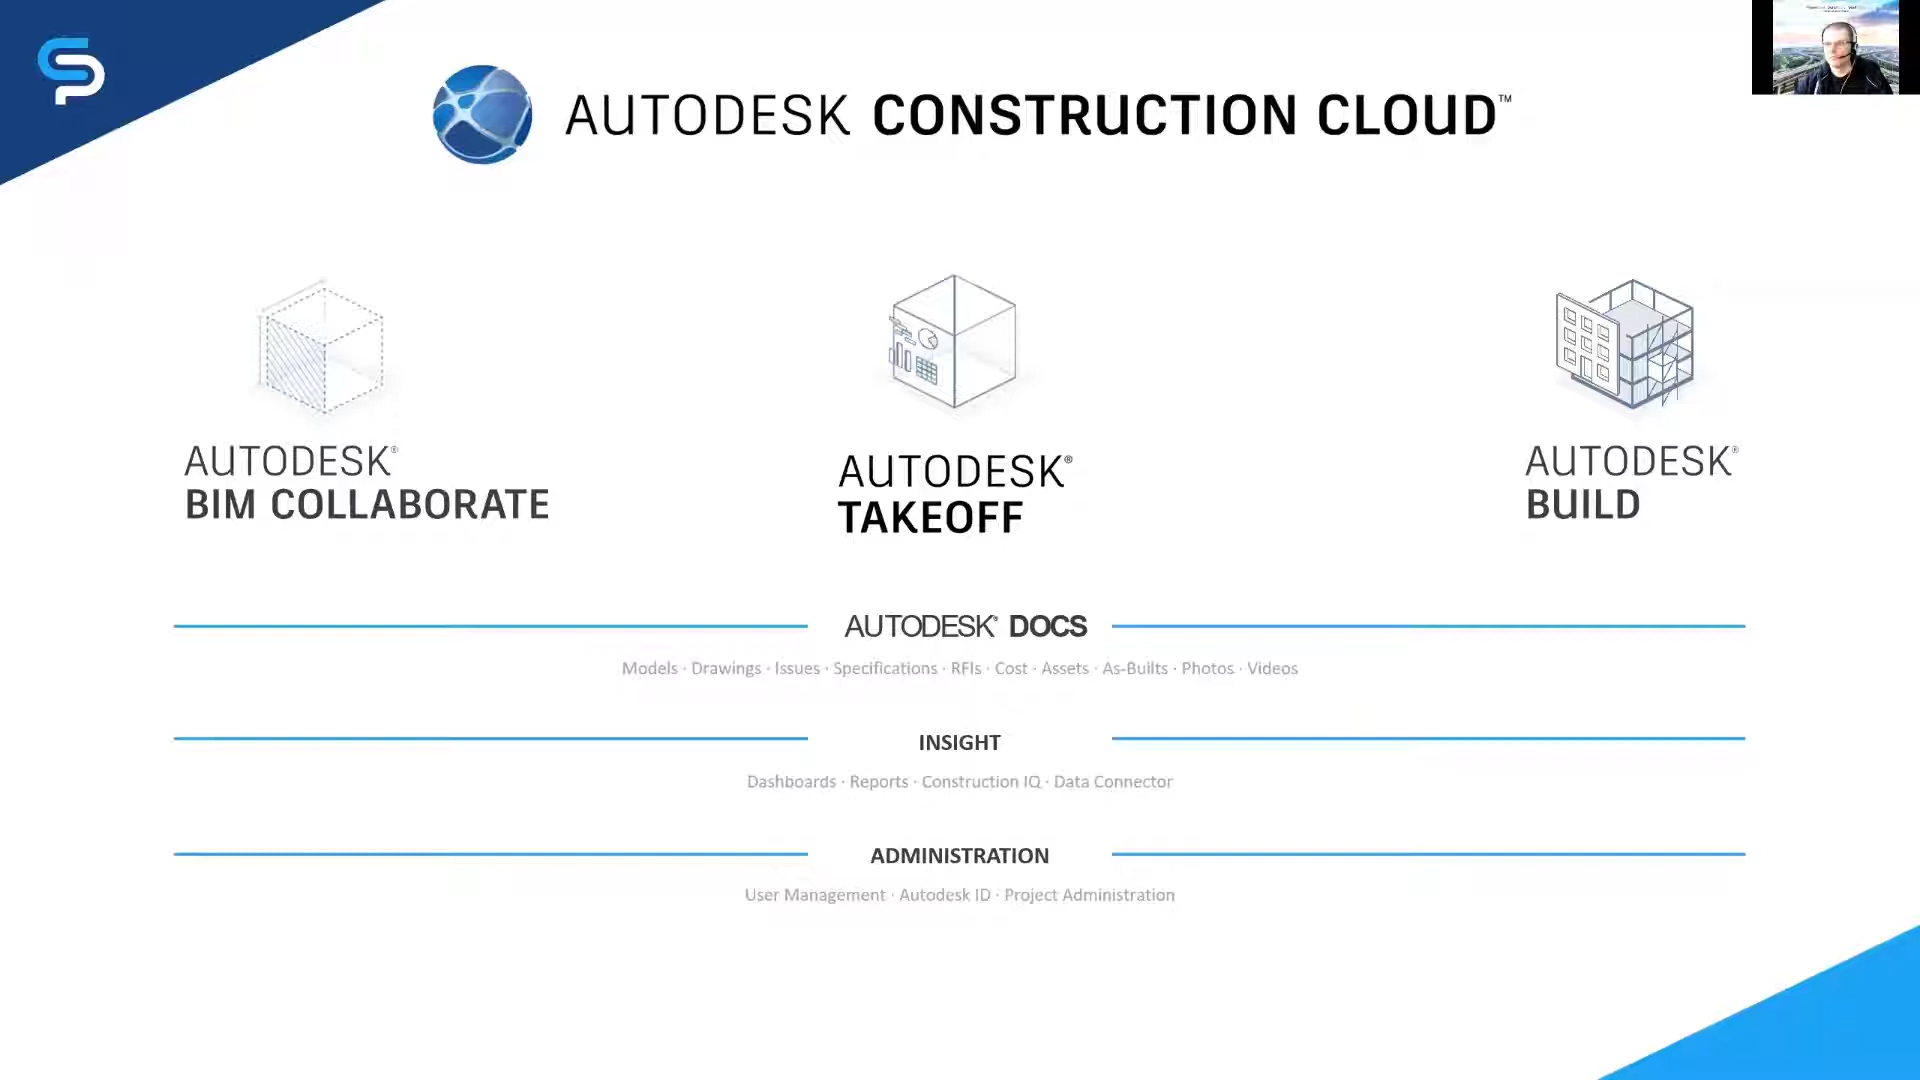 AUTODESK CONSTRUCTION CLOUD™
AUTODESK®
BIM COLLABORATE
AUTODESK®
TAKEOFF
AUTODESK®
BUILD
AUTODESK® DOCS
Models · Drawings · Issues · Specifications · RFIs · Cost · Assets · As-Builts · Photos · Videos
INSIGHT
Dashboards · Reports · Construction IQ · Data Connector
ADMINISTRATION
User Management · Autodesk ID · Project Administration